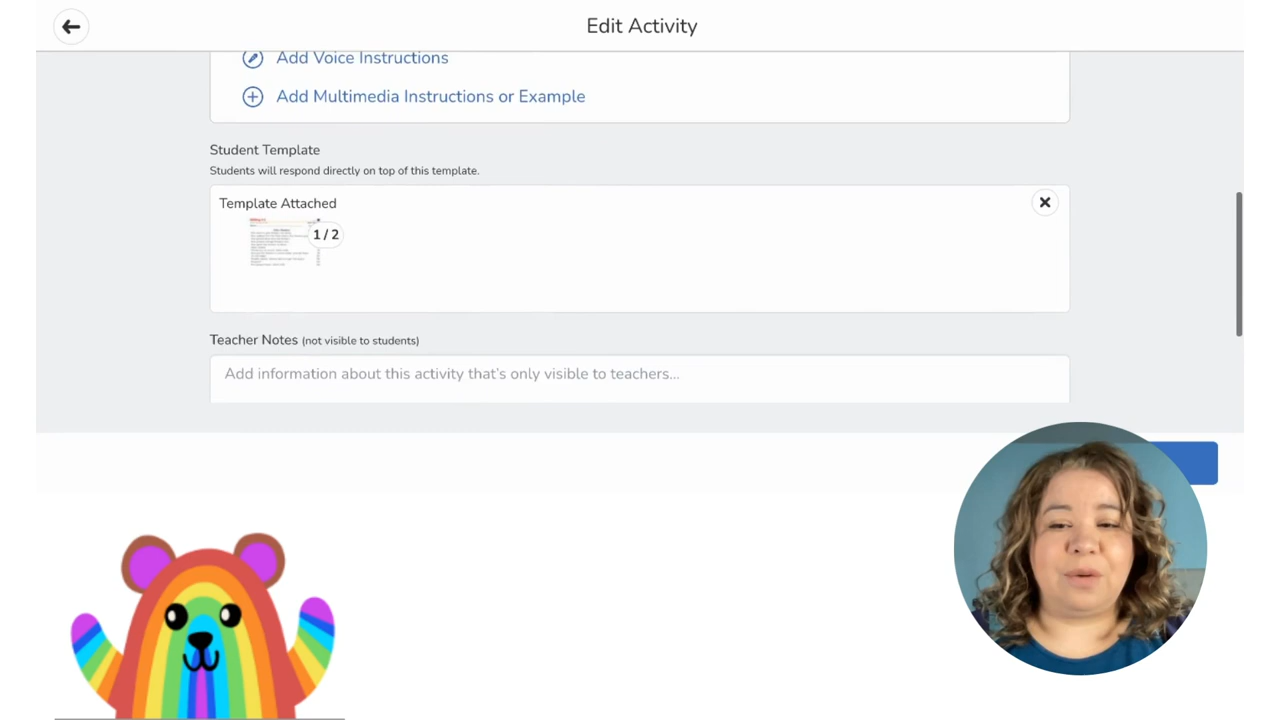 Edit Activity
Add Voice Instructions
Add Multimedia Instructions or Example
Student Template
Students will respond directly on top of this template.
Template Attached
1 / 2
Teacher Notes (not visible to students)
Add information about this activity that's only visible to teachers...